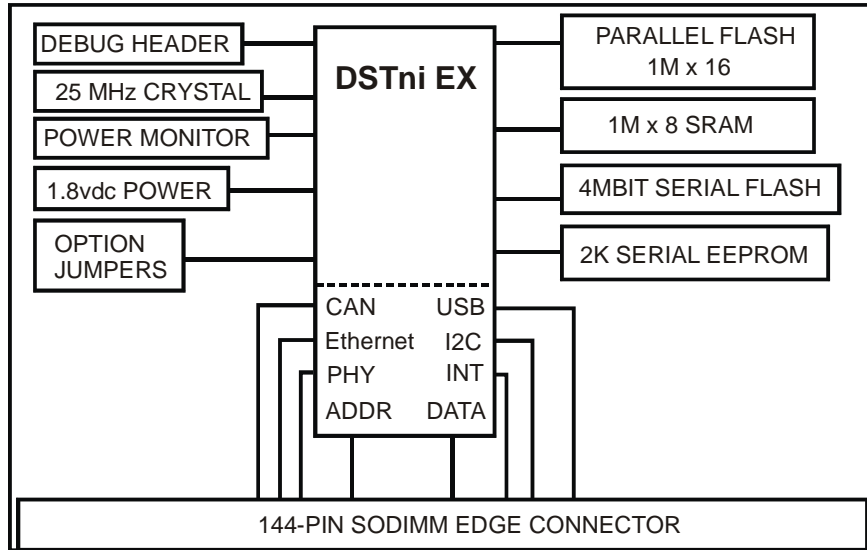 DEBUG HEADER
25 MHz CRYSTAL
POWER MONITOR
1.8vdc POWER
OPTION
JUMPERS
DSTni EX
PARALLEL FLASH
1M x 16
1M x 8 SRAM
4MBIT SERIAL FLASH
2K SERIAL EEPROM
CAN USB
Ethernet I2C
PHY INT
ADDR DATA
144-PIN SODIMM EDGE CONNECTOR